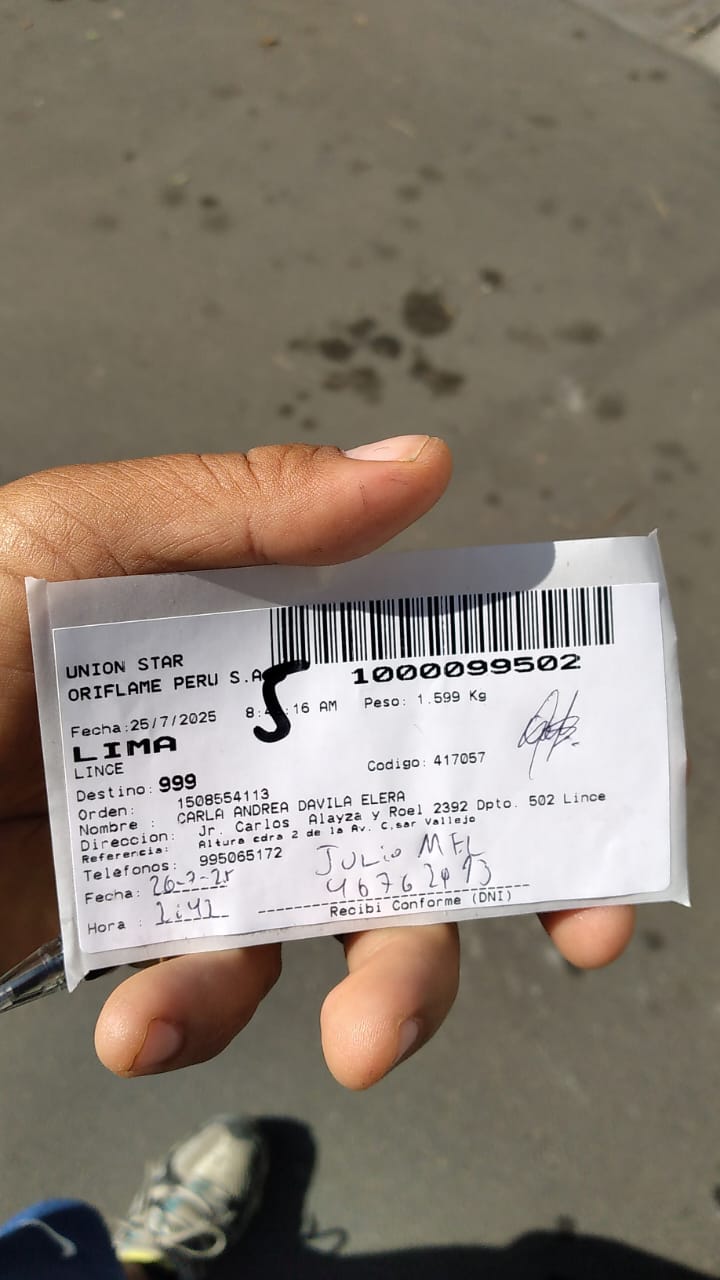 1000099502
UNION STAR
ORIFLAME PERU S.A
S
Fecha:25/7/2025 8: :16 AM Peso: 1.599 Kg
LIMA
LINCE
Codigo: 417057
Destino: 999
Orden: 1508554113
Nombre : CARLA ANDREA DAVILA ELERA
Direccion: Jr. Carlos Alayza y Roel 2392 Dpto. 502 Lince
Referencia: Altura cdra 2 de la Av. C,sar Vallejo
Telefonos: 995065172
Julio
Fecha: 26-7-25
Hora :
Recibi Conforme (DNI)